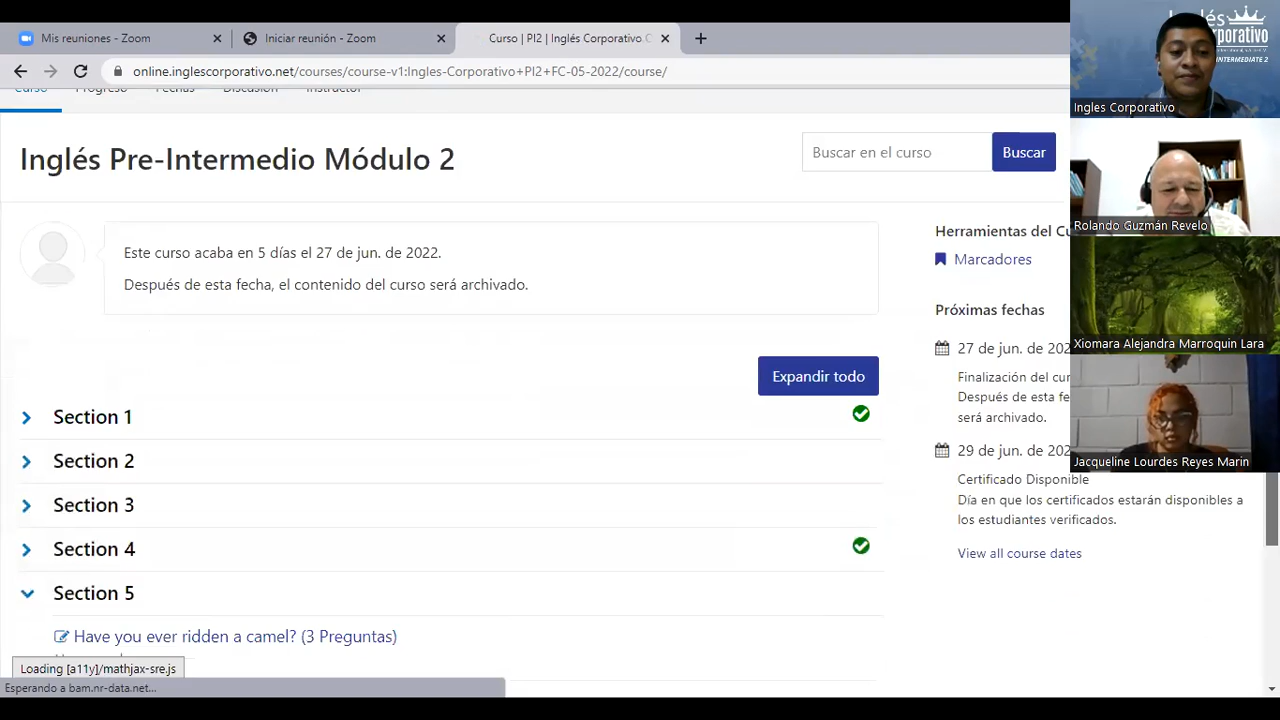 Mis reuniones - Zoom
Iniciar reunión - Zoom
Curso | PI2 | Inglés Corporativo
online.inglescorporativo.net/courses/course-v1:Ingles-Corporativo+PI2+FC-05-2022/course/
Curso Progreso Fechas Discusión Instructor
Inglés Pre-Intermedio Módulo 2
Buscar en el curso
Buscar
Este curso acaba en 5 días el 27 de jun. de 2022.
Después de esta fecha, el contenido del curso será archivado.
Expandir todo
Section 1
Section 2
Section 3
Section 4
Section 5
Have you ever ridden a camel? (3 Preguntas)
Loading [a11y]/mathjax-sre.js
Esperando a bam.nr-data.net...
Herramientas del Cu
Marcadores
Próximas fechas
27 de jun. de 202
Finalización del cur
Después de esta fe
será archivado.
29 de jun. de 202
Certificado Disponible
Día en que los certificados estarán disponibles a
los estudiantes verificados.
View all course dates
INTERMEDIATE 2
Ingles Corporativo
Rolando Guzmán Revelo
Xiomara Alejandra Marroquin Lara
Jacqueline Lourdes Reyes Marin